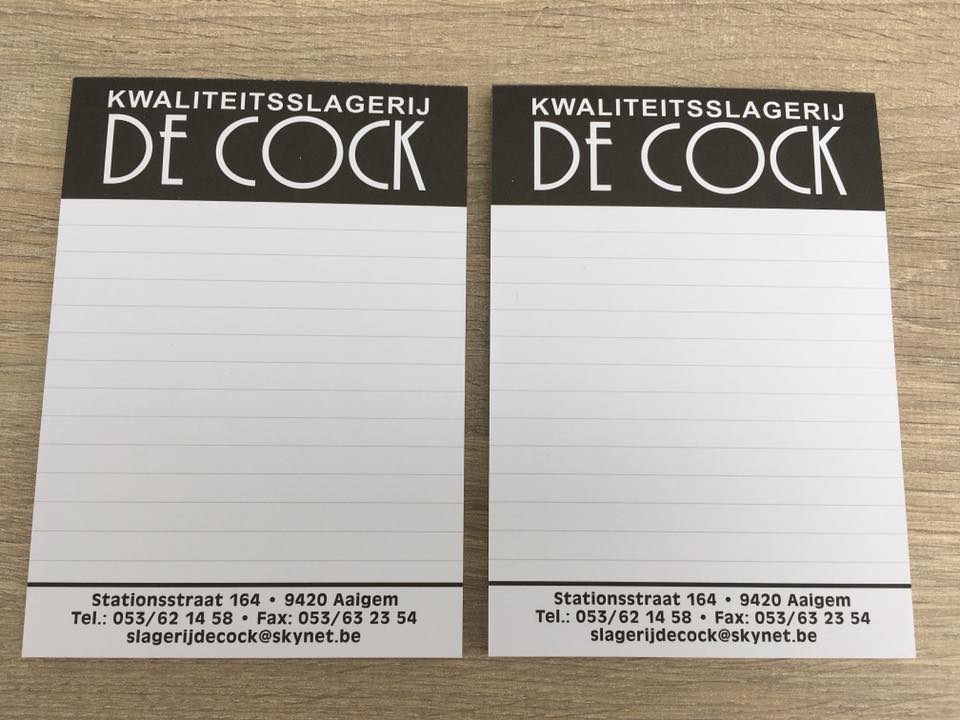 KWALITEITSSLAGERIJ
DE COCK
Stationsstraat 164 • 9420 Aaigem
Tel.: 053/62 14 58 • Fax: 053/63 23 54
slagerijdecock@skynet.be
KWALITEITSSLAGERIJ
DE COCK
Stationsstraat 164 • 9420 Aaigem
Tel.: 053/62 14 58 • Fax: 053/63 23 54
slagerijdecock@skynet.be